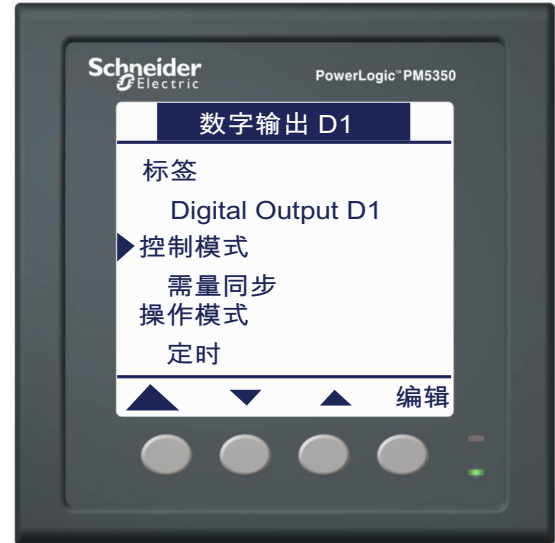 Schneider
Electric
PowerLogic™ PM5350
数字输出 D1
标签
Digital Output D1
控制模式
需量同步
操作模式
定时
编辑